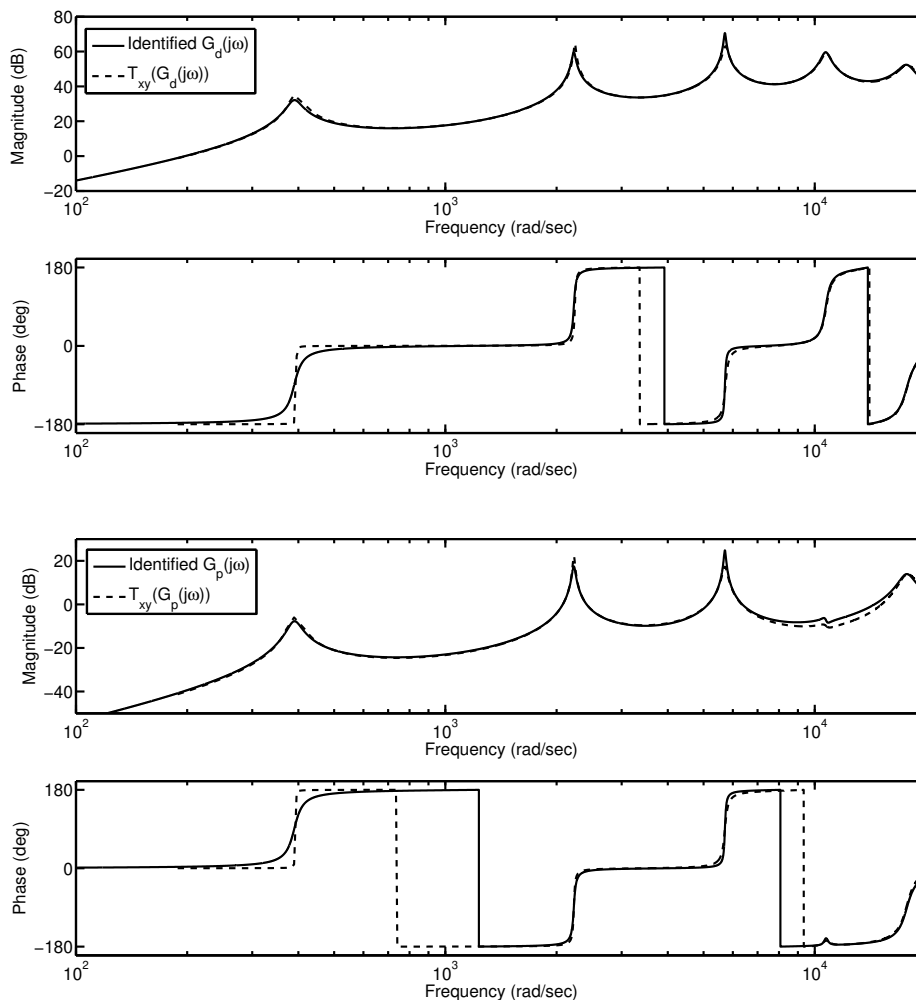 80
60
40
20
0
−20
Magnitude (dB)
Identified G_d(jω)
T_xy(G_d(jω))
10^2
10^3
10^4
Frequency (rad/sec)
180
0
−180
Phase (deg)
10^2
10^3
10^4
Frequency (rad/sec)
20
0
−20
−40
Magnitude (dB)
Identified G_p(jω)
T_xy(G_p(jω))
10^2
10^3
10^4
Frequency (rad/sec)
180
0
−180
Phase (deg)
10^2
10^3
10^4
Frequency (rad/sec)